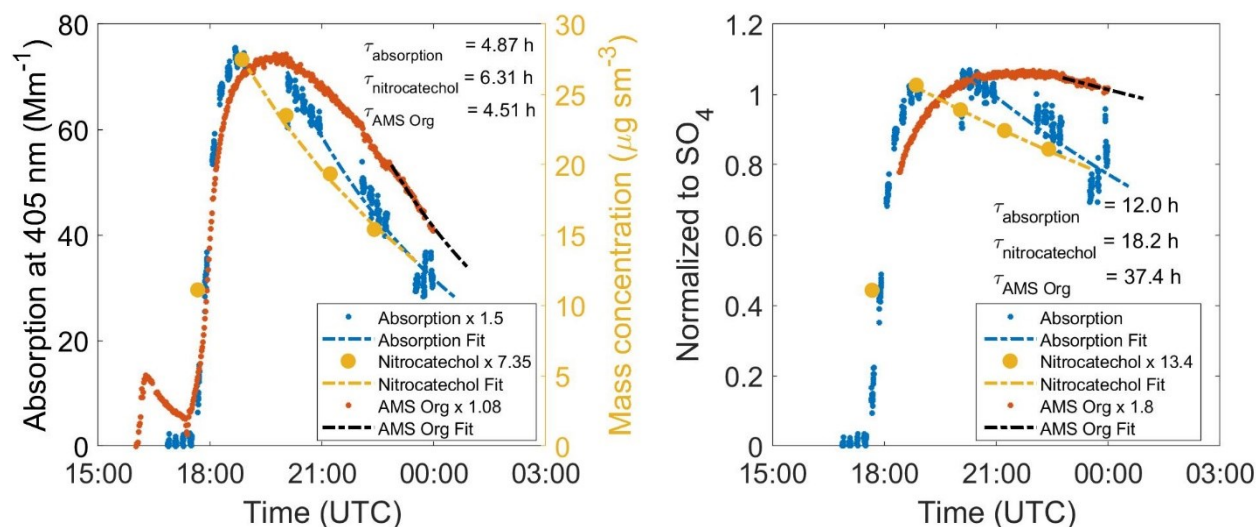 Absorption at 405 nm (Mm-1)
80
60
40
20
0
15:00
18:00
21:00
00:00
03:00
Time (UTC)
τabsorption = 4.87 h
τnitrocatechol = 6.31 h
τAMS Org = 4.51 h
Absorption x 1.5
Absorption Fit
Nitrocatechol x 7.35
Nitrocatechol Fit
AMS Org x 1.08
AMS Org Fit
30
25
20
15
10
5
0
Mass concentration (μg sm-3)
Normalized to SO4
1.2
1
0.8
0.6
0.4
0.2
0
15:00
18:00
21:00
00:00
03:00
Time (UTC)
τabsorption = 12.0 h
τnitrocatechol = 18.2 h
τAMS Org = 37.4 h
Absorption
Absorption Fit
Nitrocatechol x 13.4
Nitrocatechol Fit
AMS Org x 1.8
AMS Org Fit